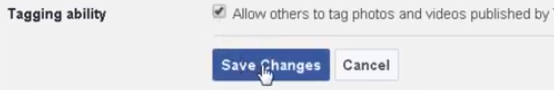 Tagging ability Allow others to tag photos and videos published by
Save Changes Cancel